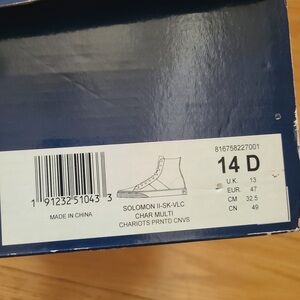 816758227001
14 D
U.K. 13
EUR. 47
CM 32.5
CN 49
1 91232 51043 3
MADE IN CHINA
SOLOMON II-SK-VLC
CHAR MULTI
CHARIOTS PRNTD CNVS